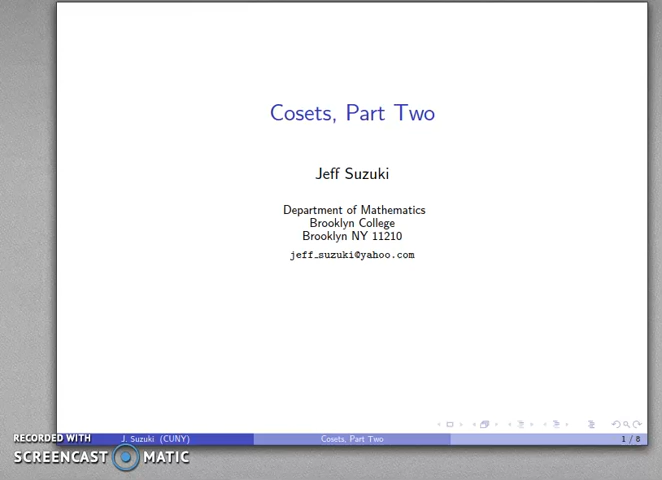 Cosets, Part Two
Jeff Suzuki
Department of Mathematics
Brooklyn College
Brooklyn NY 11210
jeff_suzuki@yahoo.com
J. Suzuki (CUNY)
Cosets, Part Two
1 / 8
RECORDED WITH
SCREENCAST MATIC